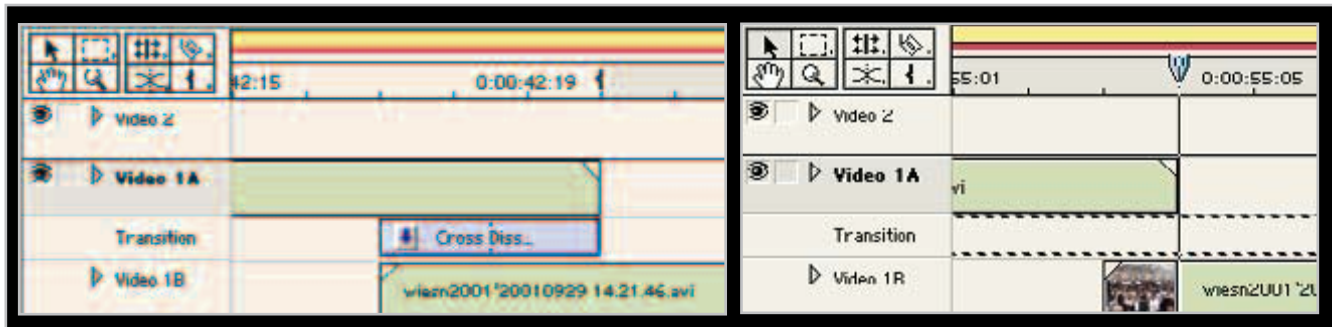 42:15 0:00:42:19
Video 2
Video 1A
Transition Cross Diss...
Video 1B wiesn2001'20010929 14.21.46.avi
55:01 0:00:55:05
Video 2
Video 1A vi
Transition
Video 1B wiesn2001'20